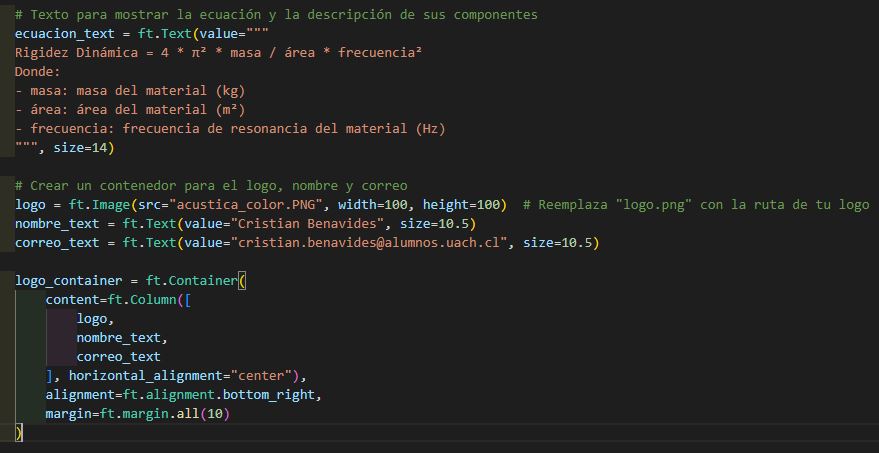 # Texto para mostrar la ecuación y la descripción de sus componentes
ecuacion_text = ft.Text(value="""
Rigidez Dinámica = 4 * π² * masa / área * frecuencia²
Donde:
- masa: masa del material (kg)
- área: área del material (m²)
- frecuencia: frecuencia de resonancia del material (Hz)
""", size=14)

# Crear un contenedor para el logo, nombre y correo
logo = ft.Image(src="acustica_color.PNG", width=100, height=100)  # Reemplaza "logo.png" con la ruta de tu logo
nombre_text = ft.Text(value="Cristian Benavides", size=10.5)
correo_text = ft.Text(value="cristian.benavides@alumnos.uach.cl", size=10.5)

logo_container = ft.Container(
    content=ft.Column([
        logo,
        nombre_text,
        correo_text
    ], horizontal_alignment="center"),
    alignment=ft.alignment.bottom_right,
    margin=ft.margin.all(10)
)